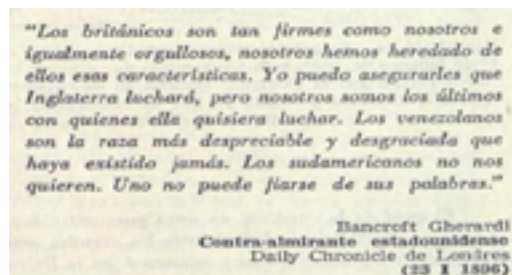 "Los británicos son tan firmes como nosotros e
igualmente orgullosos, nosotros hemos heredado de
ellos esas características. Yo puedo asegurarles que
Inglaterra luchará, pero nosotros somos los últimos
con quienes ella quisiera luchar. Los venezolanos
son la raza más despreciable y desgraciada que
haya existido jamás. Los sudamericanos no nos
quieren. Uno no puede fiarse de sus palabras."
Bancroft Gherardi
Contra-almirante estadounidense
Daily Chronicle de Londres
(23 I 1896)